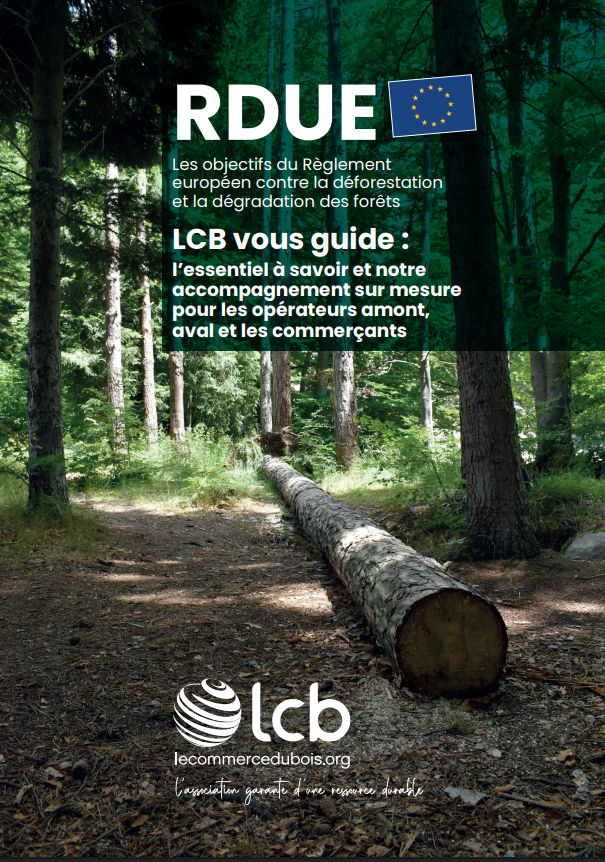 RDUE
Les objectifs du Règlement
européen contre la déforestation
et la dégradation des forêts
LCB vous guide :
l’essentiel à savoir et notre
accompagnement sur mesure
pour les opérateurs amont,
aval et les commerçants
lcb
lecommercedubois.org
l’association garante d’une ressource durable